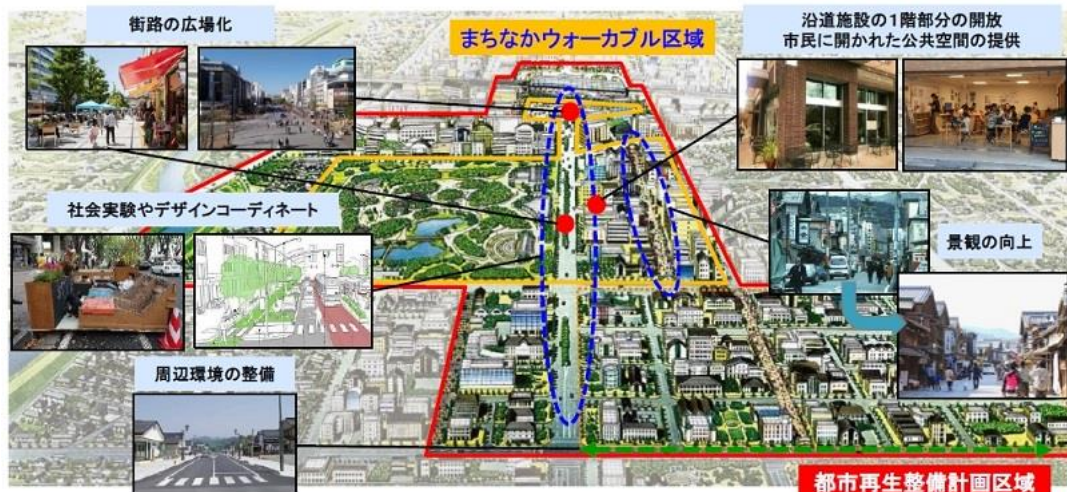 街路の広場化
まちなかウォーカブル区域
沿道施設の1階部分の開放
市民に開かれた公共空間の提供
社会実験やデザインコーディネート
景観の向上
周辺環境の整備
都市再生整備計画区域